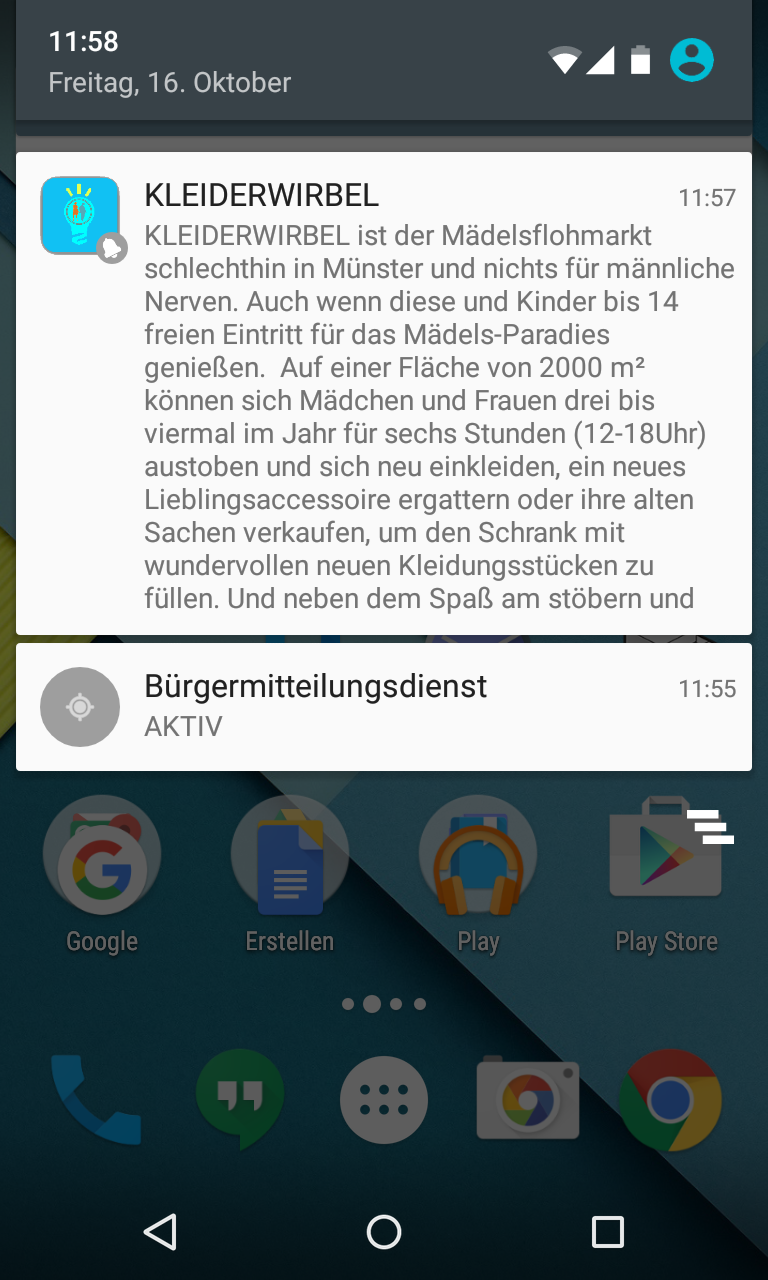 11:58
Freitag, 16. Oktober
KLEIDERWIRBEL 11:57
KLEIDERWIRBEL ist der Mädelsflohmarkt
schlechthin in Münster und nichts für männliche
Nerven. Auch wenn diese und Kinder bis 14
freien Eintritt für das Mädels-Paradies
genießen.  Auf einer Fläche von 2000 m²
können sich Mädchen und Frauen drei bis
viermal im Jahr für sechs Stunden (12-18Uhr)
austoben und sich neu einkleiden, ein neues
Lieblingsaccessoire ergattern oder ihre alten
Sachen verkaufen, um den Schrank mit
wundervollen neuen Kleidungsstücken zu
füllen. Und neben dem Spaß am stöbern und
Bürgermitteilungsdienst 11:55
AKTIV
Google Erstellen Play Play Store